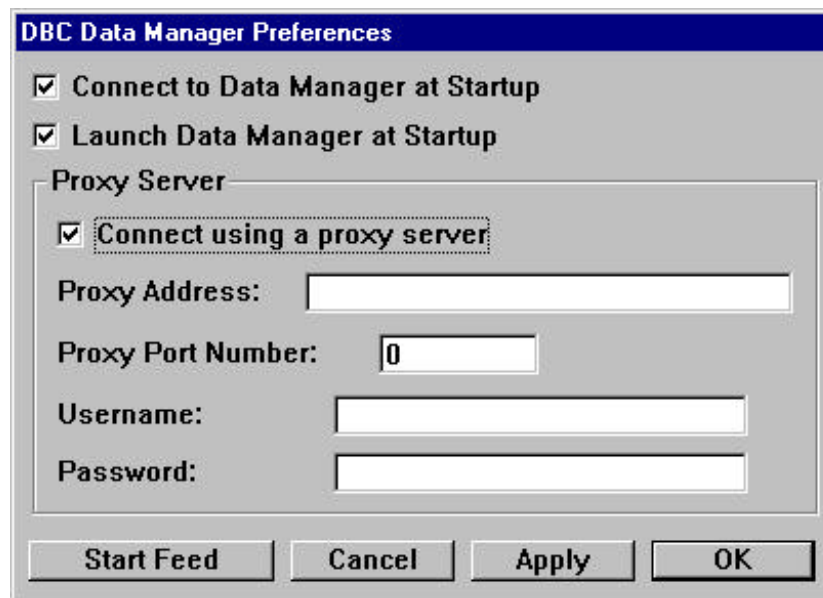 DBC Data Manager Preferences
Connect to Data Manager at Startup
Launch Data Manager at Startup
Proxy Server
Connect using a proxy server
Proxy Address:
Proxy Port Number: 0
Username:
Password:
Start Feed Cancel Apply OK